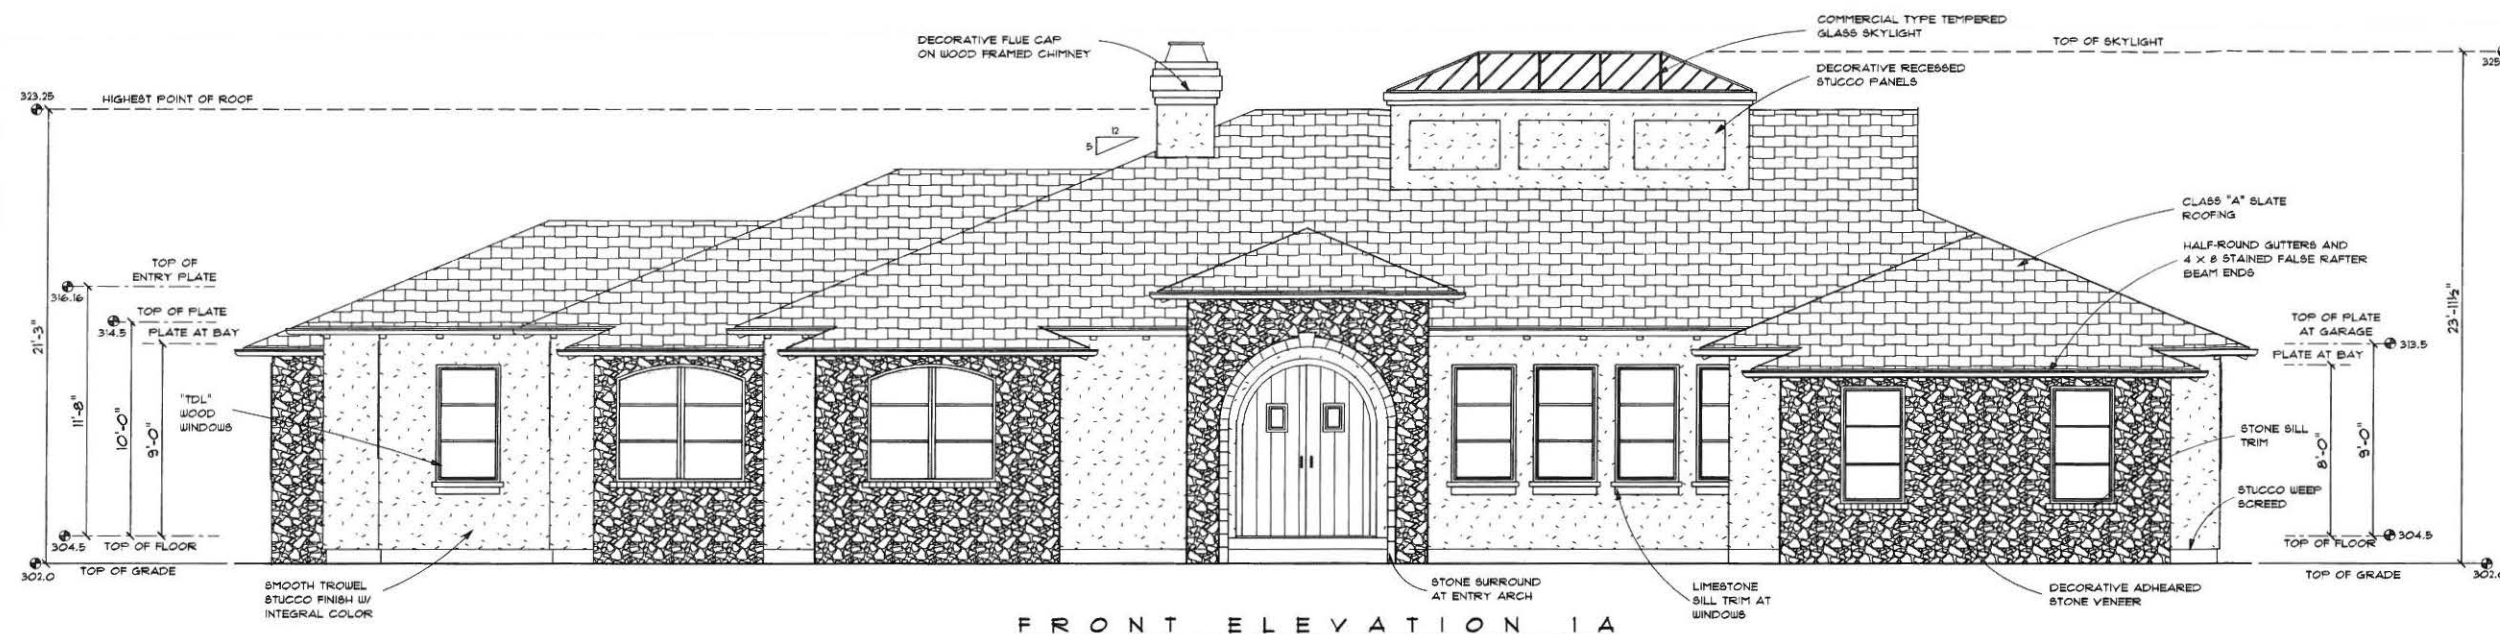 DECORATIVE FLUE CAP
ON WOOD FRAMED CHIMNEY
COMMERCIAL TYPE TEMPERED
GLASS SKYLIGHT
TOP OF SKYLIGHT
DECORATIVE RECESSED
STUCCO PANELS
323.25
HIGHEST POINT OF ROOF
12
5
CLASS "A" SLATE
ROOFING
HALF-ROUND GUTTERS AND
4 X 8 STAINED FALSE RAFTER
BEAM ENDS
TOP OF
ENTRY PLATE
316.16
TOP OF PLATE
314.5
PLATE AT BAY
21'-3"
11'-8"
10'-0"
9'-0"
"TDL"
WOOD
WINDOWS
304.5
TOP OF FLOOR
302.0
TOP OF GRADE
SMOOTH TROWEL
STUCCO FINISH W/
INTEGRAL COLOR
23'-11½"
TOP OF PLATE
AT GARAGE
313.5
PLATE AT BAY
8'-0"
9'-0"
STONE SILL
TRIM
STUCCO WEEP
SCREED
TOP OF FLOOR
304.5
TOP OF GRADE
STONE SURROUND
AT ENTRY ARCH
LIMESTONE
SILL TRIM AT
WINDOWS
DECORATIVE ADHEARED
STONE VENEER
FRONT ELEVATION 1A